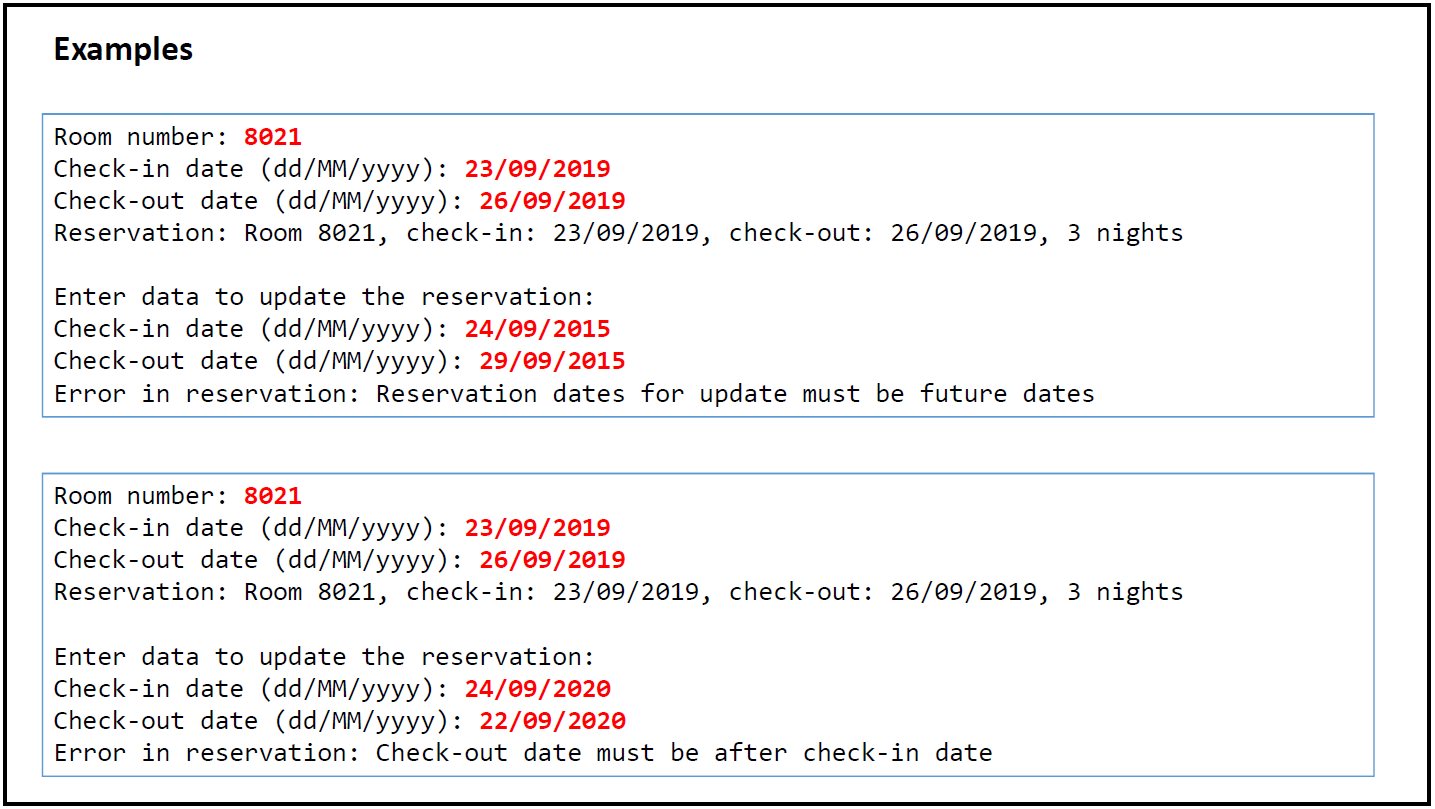 Examples
Room number: 8021
Check-in date (dd/MM/yyyy): 23/09/2019
Check-out date (dd/MM/yyyy): 26/09/2019
Reservation: Room 8021, check-in: 23/09/2019, check-out: 26/09/2019, 3 nights
Enter data to update the reservation:
Check-in date (dd/MM/yyyy): 24/09/2015
Check-out date (dd/MM/yyyy): 29/09/2015
Error in reservation: Reservation dates for update must be future dates
Room number: 8021
Check-in date (dd/MM/yyyy): 23/09/2019
Check-out date (dd/MM/yyyy): 26/09/2019
Reservation: Room 8021, check-in: 23/09/2019, check-out: 26/09/2019, 3 nights
Enter data to update the reservation:
Check-in date (dd/MM/yyyy): 24/09/2020
Check-out date (dd/MM/yyyy): 22/09/2020
Error in reservation: Check-out date must be after check-in date